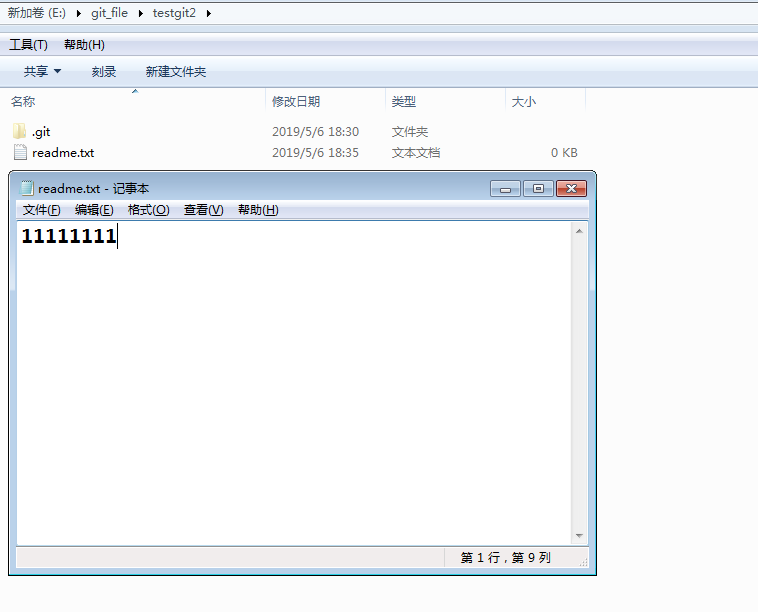 新加卷 (E:) git_file testgit2
工具(T) 帮助(H)
共享 刻录 新建文件夹
名称 修改日期 类型 大小
.git 2019/5/6 18:30 文件夹
readme.txt 2019/5/6 18:35 文本文档 0 KB
readme.txt - 记事本
文件(F) 编辑(E) 格式(O) 查看(V) 帮助(H)
11111111
第 1 行，第 9 列